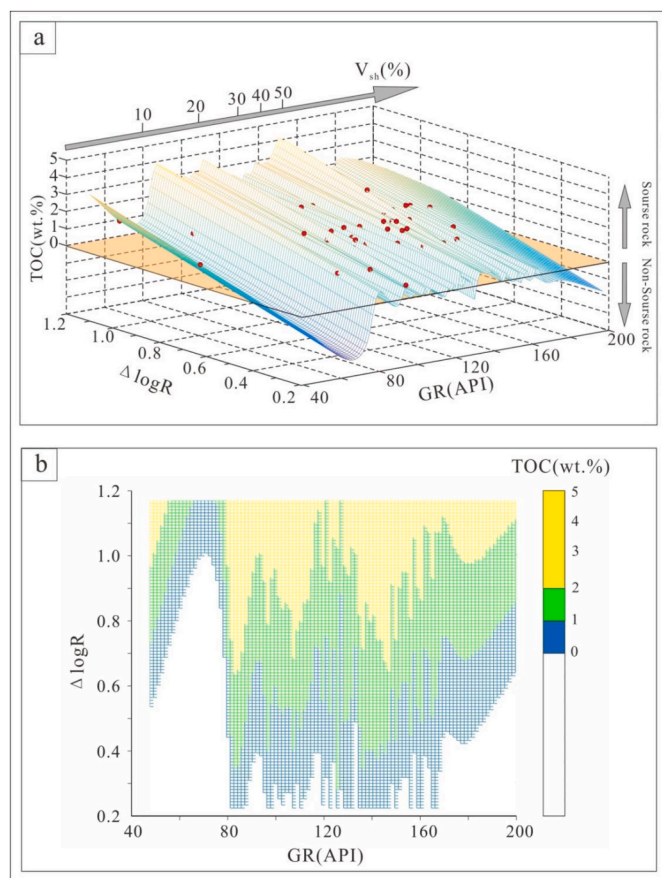 a
V_sh(%)
10 20 30 40 50
TOC(wt.%)
5
4
3
2
1
0
1.2 1.0 0.8 0.6 0.4 0.2
Δ logR
40 80 120 160 200
GR(API)
Sourse rock
Non-Sourse rock
b
TOC(wt.%)
1.2
1.0
0.8
0.6
0.4
0.2
Δ logR
40 80 120 160 200
GR(API)
5
4
3
2
1
0